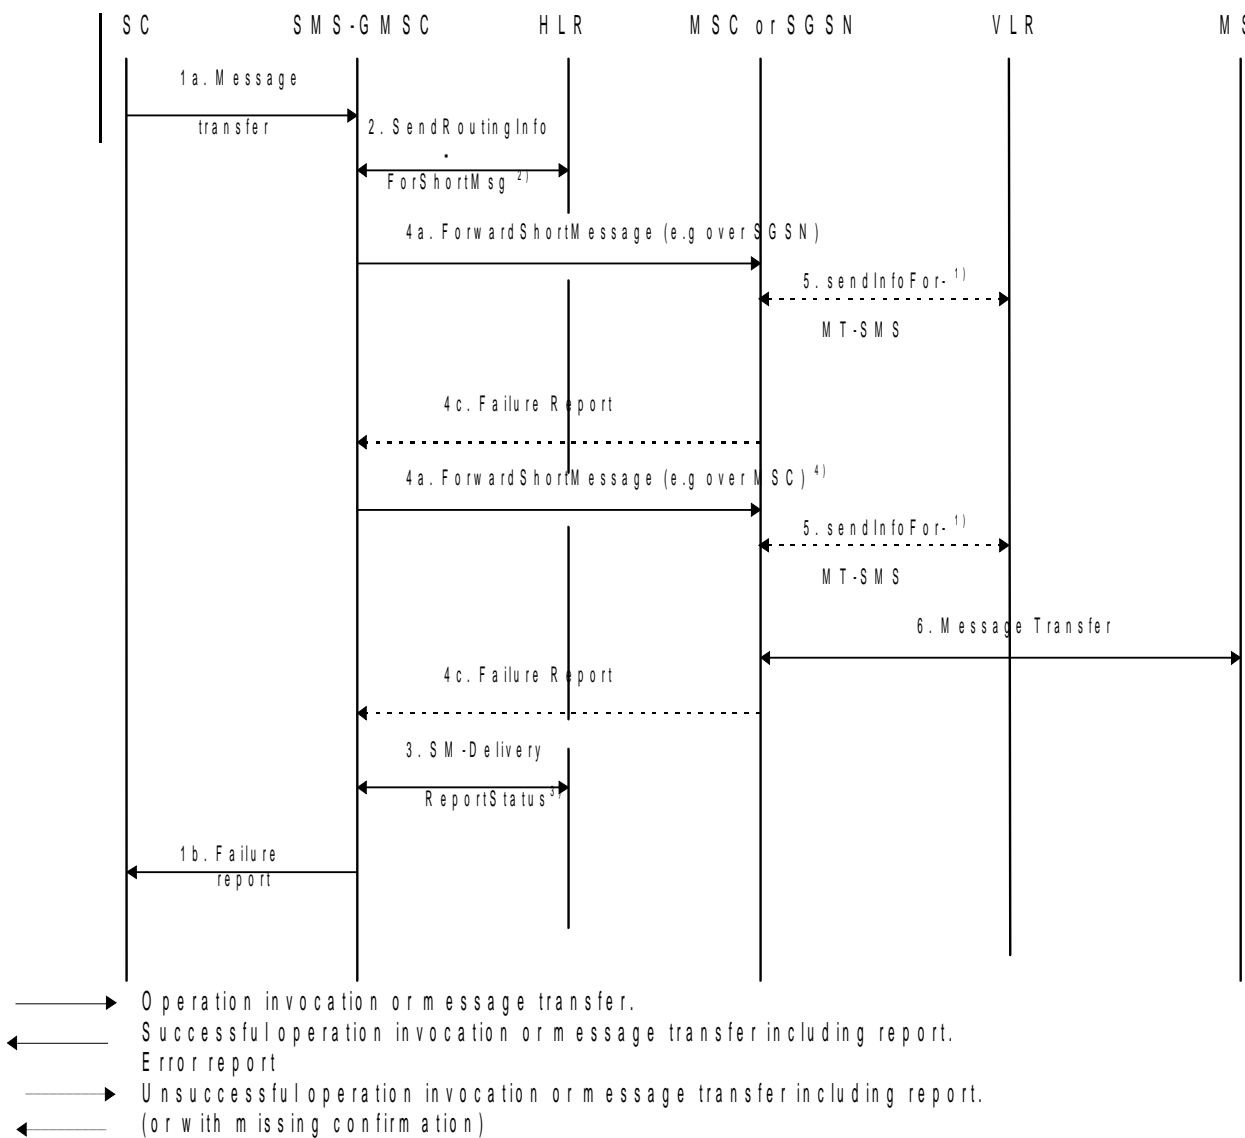 SC SMS-GMSC HLR MSC or SGSN VLR MS
1a. Message
transfer
2. SendRoutingInfo
-
ForShortMsg 2)
4a. ForwardShortMessage (e.g over SGSN)
5. sendInfoFor- 1)
MT-SMS
4c. Failure Report
4a. ForwardShortMessage (e.g over MSC) 4)
5. sendInfoFor- 1)
MT-SMS
6. Message Transfer
4c. Failure Report
3. SM-Delivery
ReportStatus 3)
1b. Failure
report
Operation invocation or message transfer.
Successful operation invocation or message transfer including report.
Error report
Unsuccessful operation invocation or message transfer including report.
(or with missing confirmation)